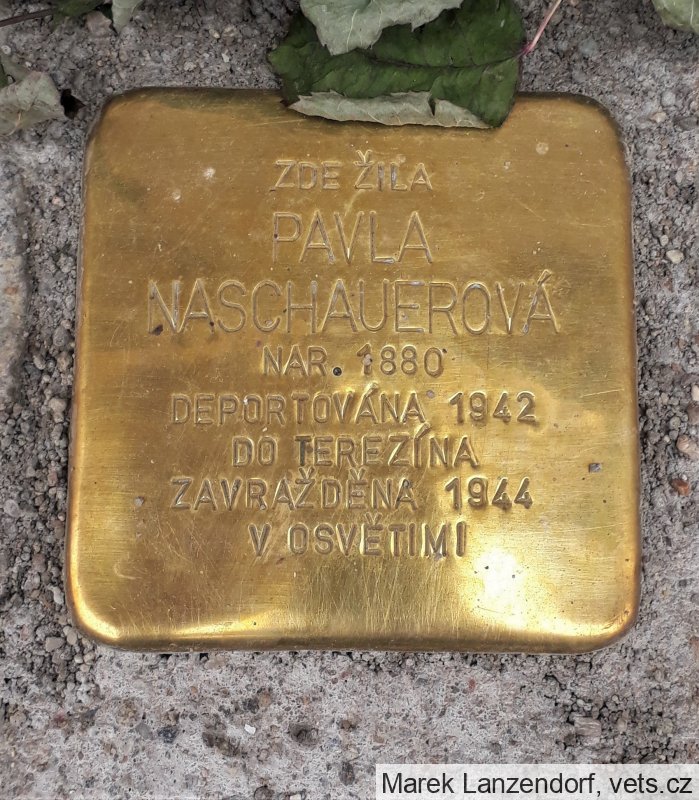 ZDE ŽILA
PAVLA
NASCHAUEROVÁ
NAR. 1880
DEPORTOVÁNA 1942
DO TEREZÍNA
ZAVRAŽDĚNA 1944
V OSVĚTIMI
Marek Lanzendorf, vets.cz